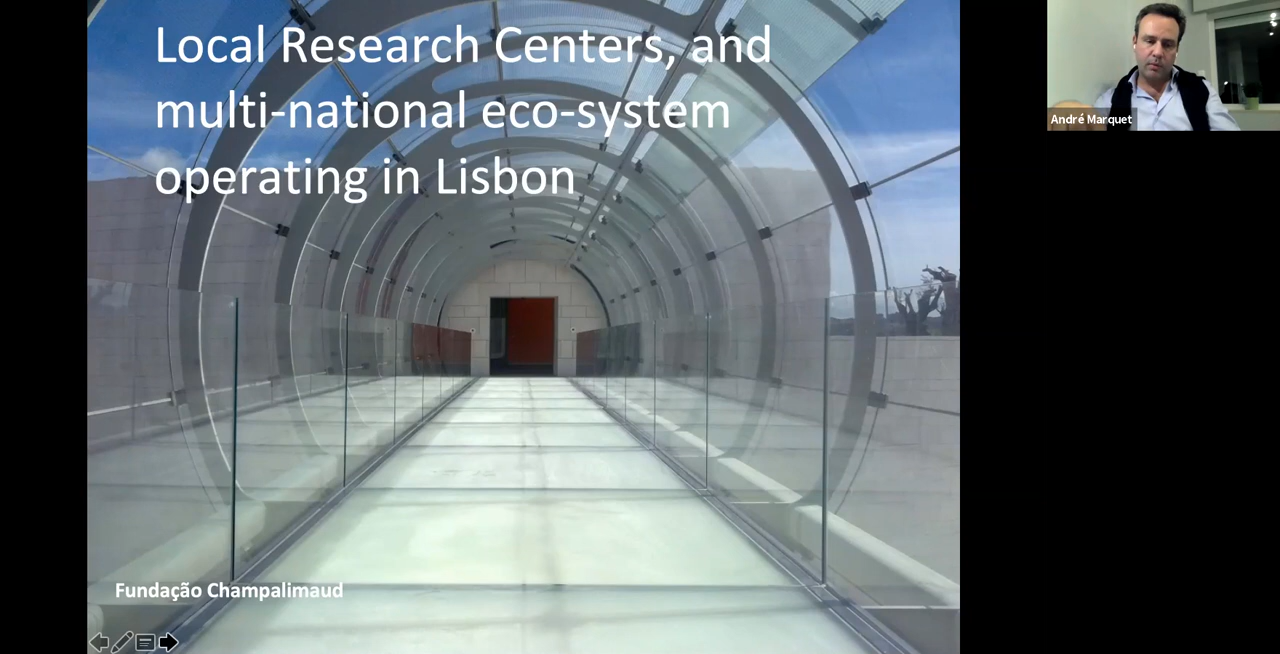 Local Research Centers, and
multi-national eco-system
operating in Lisbon
André Marquet
Fundação Champalimaud